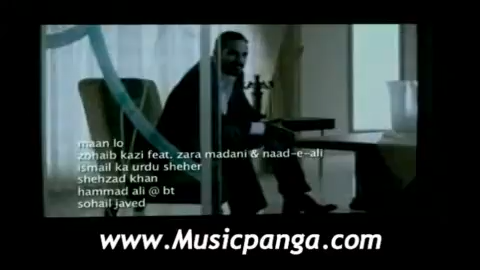 maan lo
zohaib kazi feat. zara madani & naad-e-ali
ismail ka urdu sheher
shehzad khan
hammad ali @ bt
sohail javed
www.Musicpanga.com